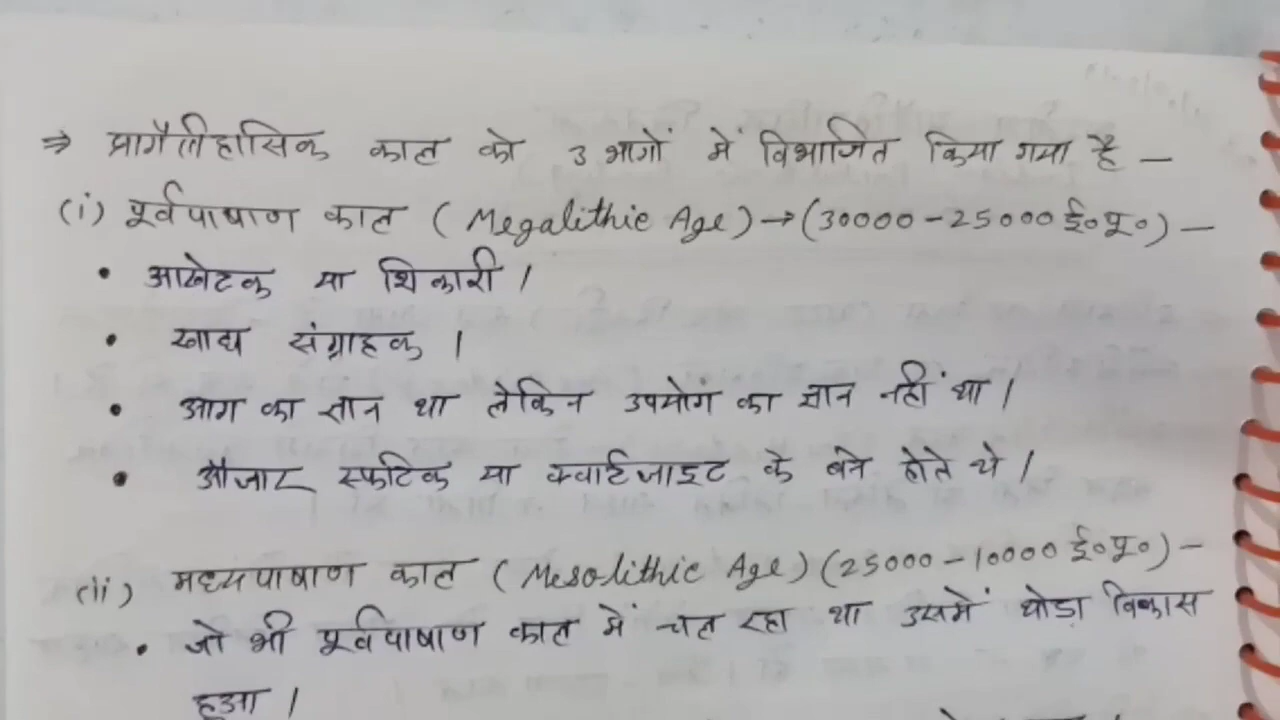 ⇒ प्रागैतिहासिक काल को 3 भागों में विभाजित किया गया है –
(i) पूर्वपाषाण काल ( Megalithic Age ) → (30000 – 25000 ई०पू०) –
• आखेटक या शिकारी ।
• खाद्य संग्राहक ।
• आग का ज्ञान था लेकिन उपयोग का ज्ञान नहीं था ।
• औजार स्फटिक या क्वार्टजाइट के बने होते थे ।
(ii) मध्यपाषाण काल ( Mesolithic Age ) (25000 – 10000 ई०पू०) –
• जो भी पूर्वपाषाण काल में चल रहा था उसमें थोड़ा विकास
हुआ ।